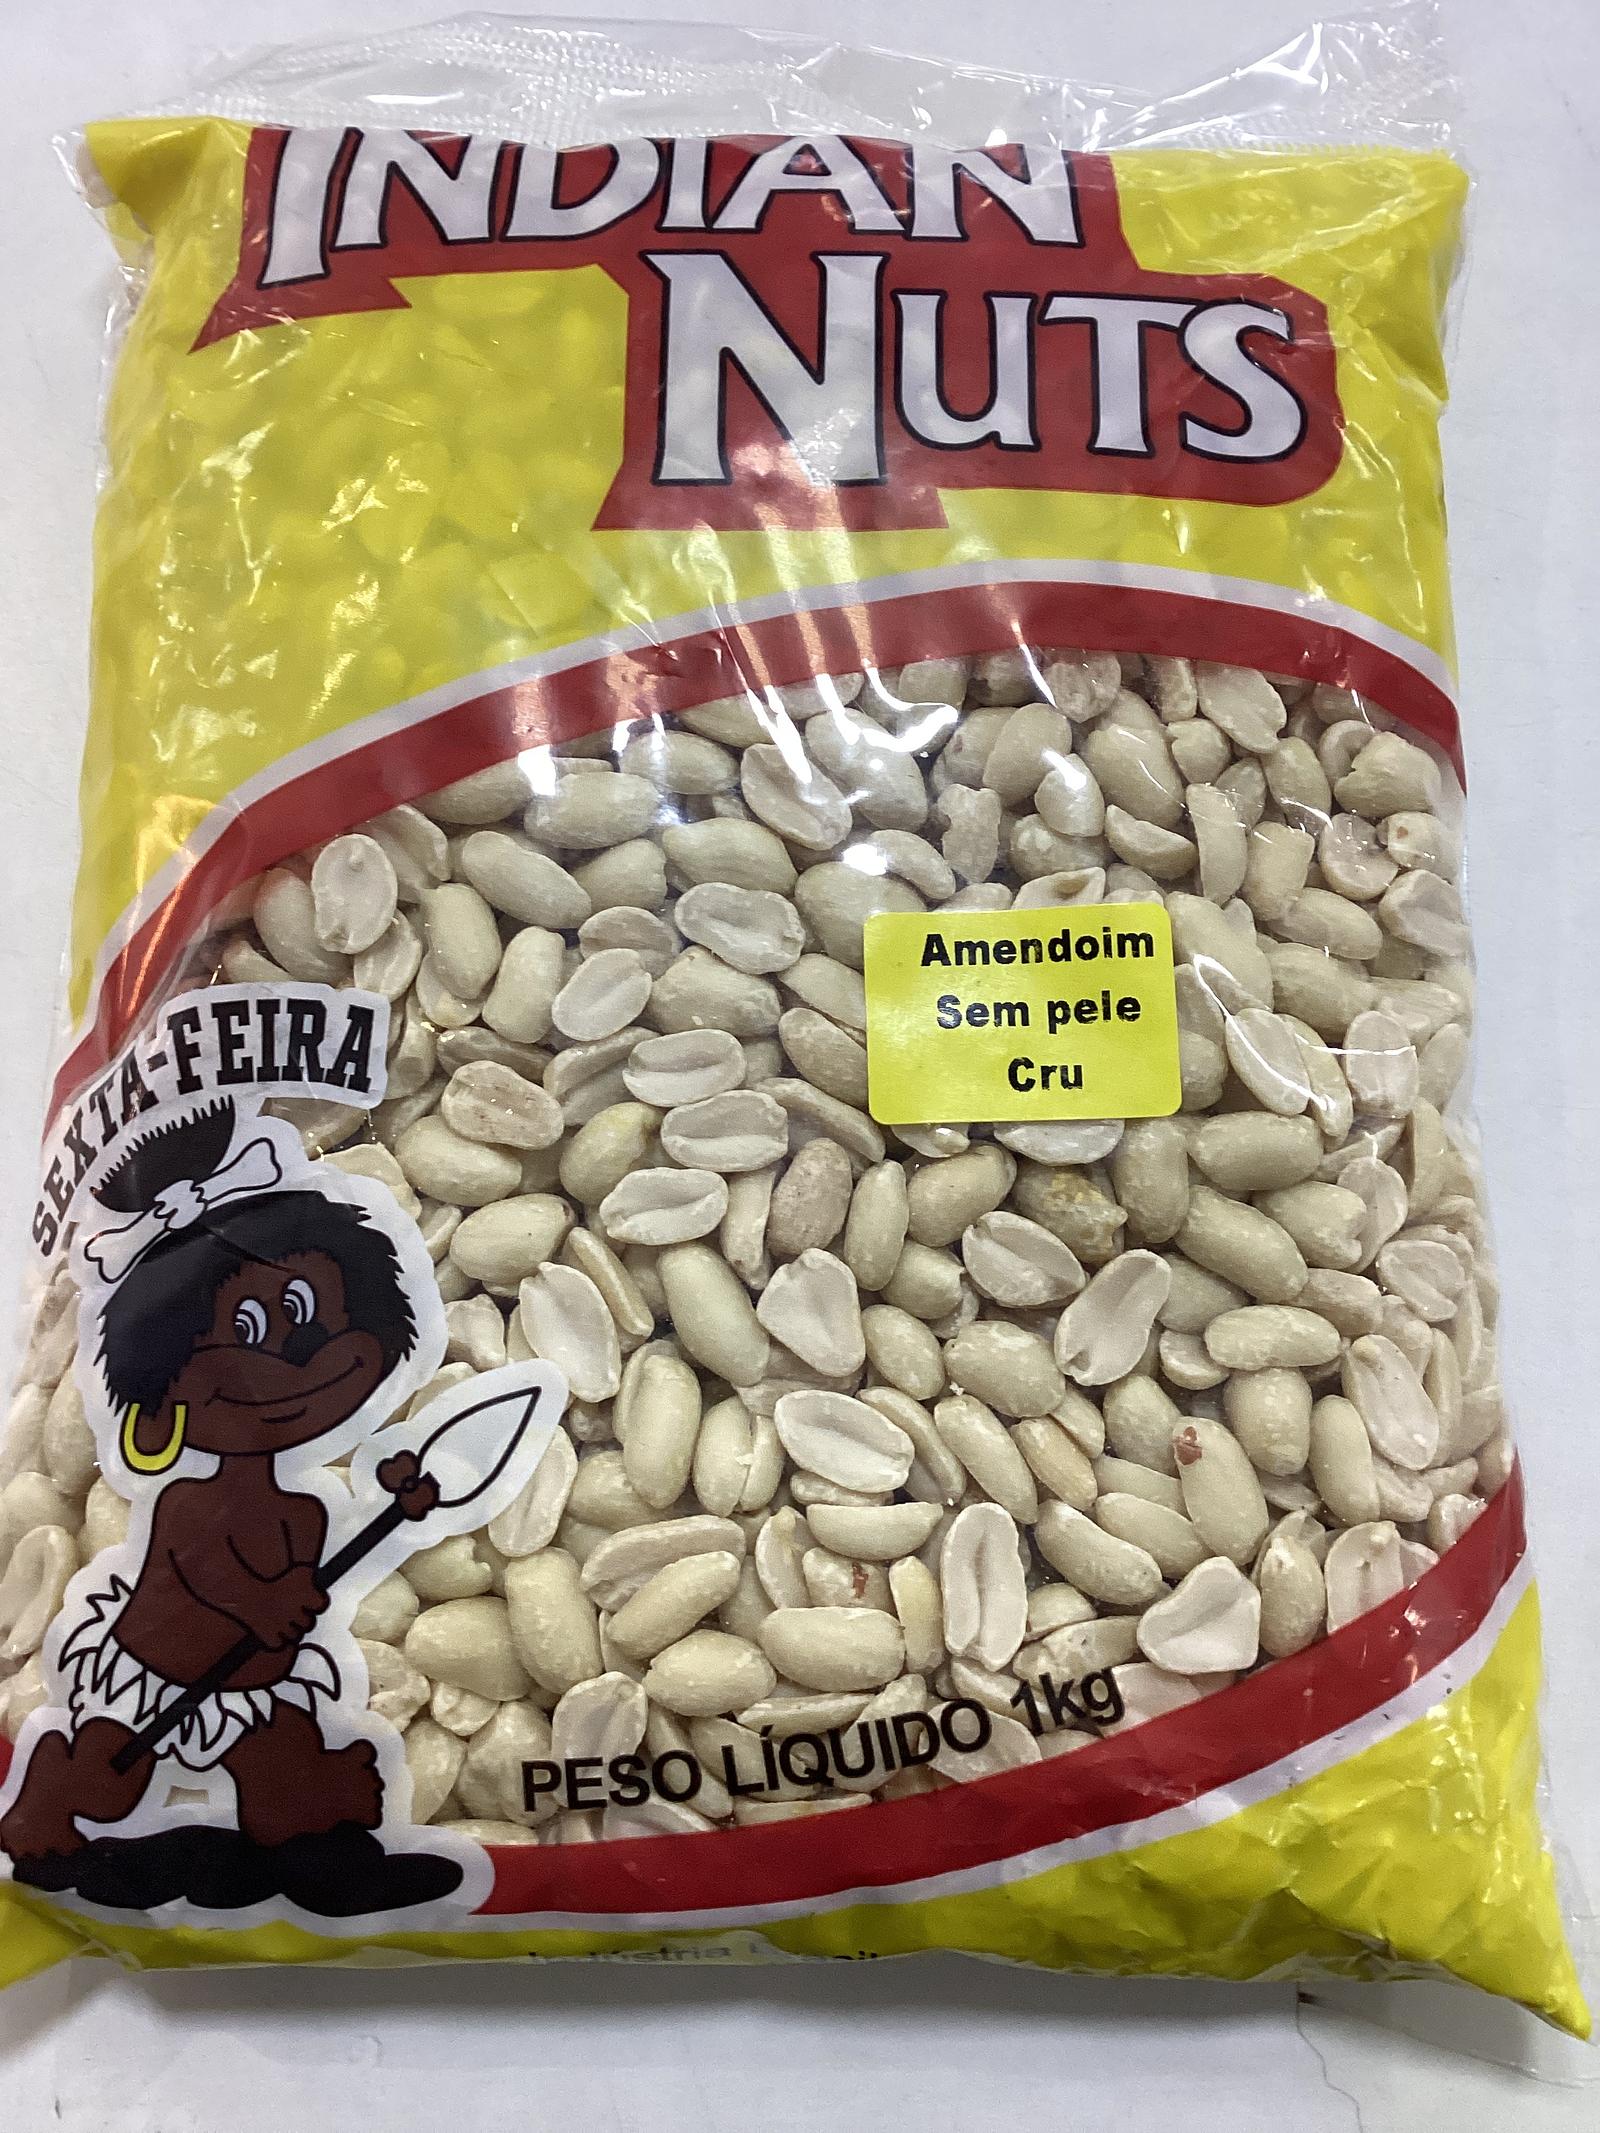 INDIAN
NUTS
Amendoim
Sem pele
Cru
SEXTA-FEIRA
PESO LÍQUIDO 1kg